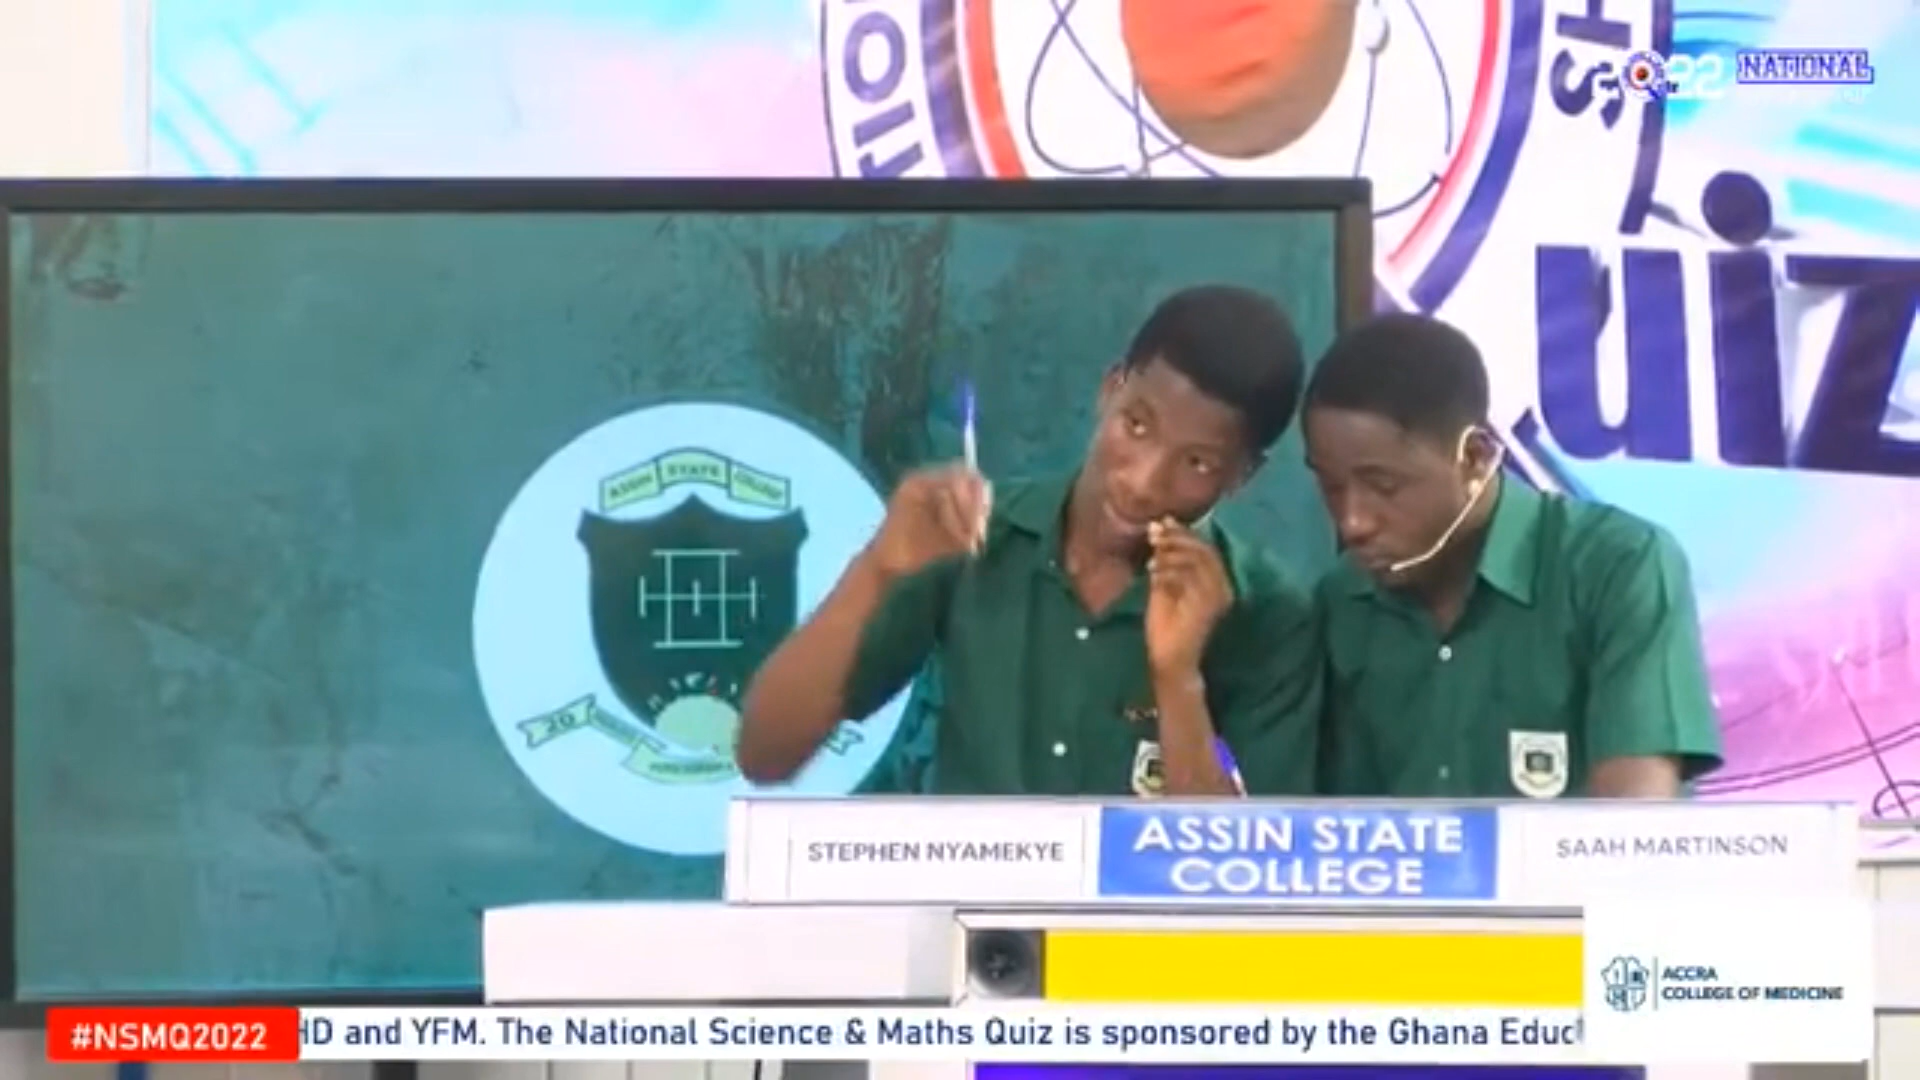 NATIONAL
uiz
ASSIN STATE COLLEGE
STEPHEN NYAMEKYE
ASSIN STATE
COLLEGE
SAAH MARTINSON
ACCRA
COLLEGE OF MEDICINE
#NSMQ2022
HD and YFM. The National Science & Maths Quiz is sponsored by the Ghana Educ